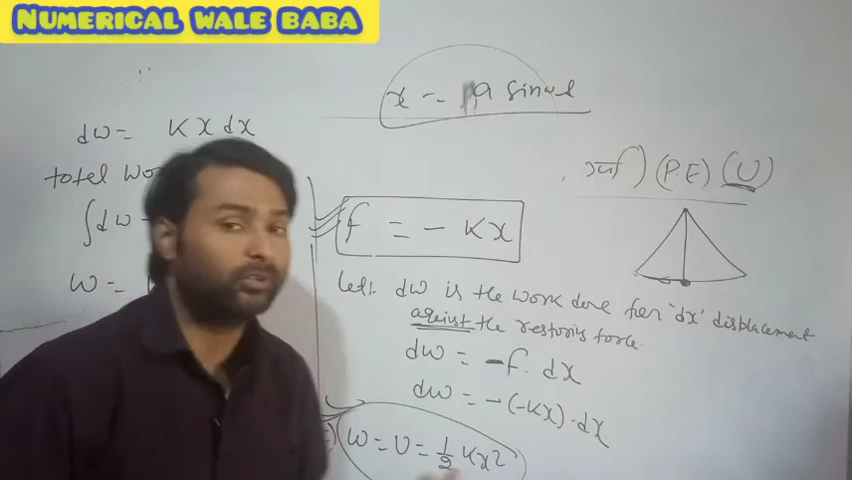 NUMERICAL WALE BABA
x = a sinωt
dw = Kx dx
total Wo
∫dw =
W =
f = - Kx
(P.E) (U)
Let: dw is the work done for "dx" displacement
against the restoring force.
dw = -f. dx
dw = -(-Kx)·dx
W = U = 1/2 Kx2